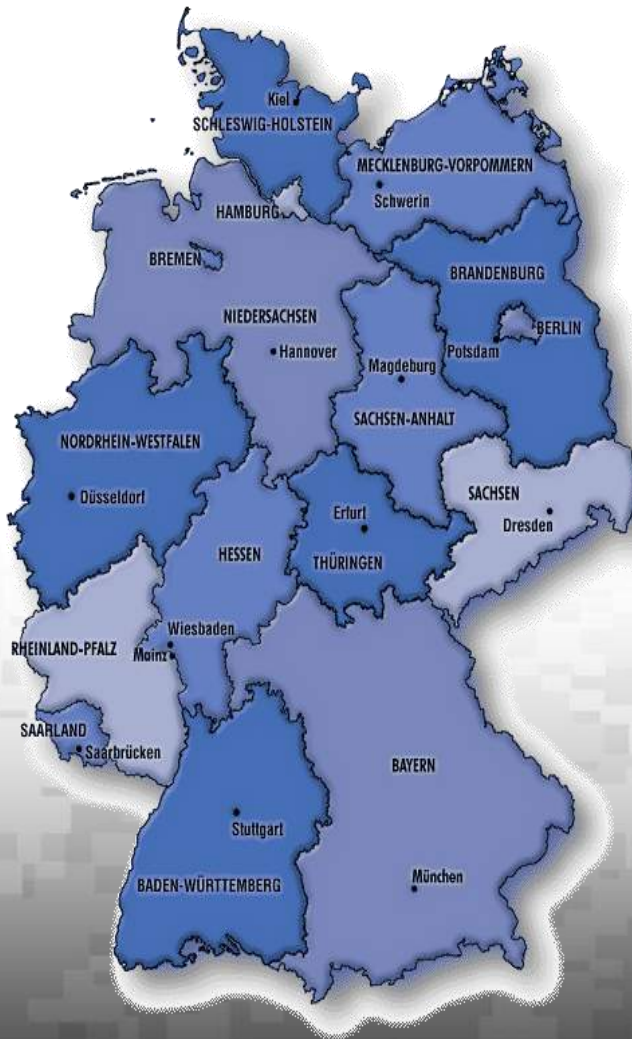 Kiel
SCHLESWIG-HOLSTEIN
MECKLENBURG-VORPOMMERN
Schwerin
HAMBURG
BREMEN
BRANDENBURG
NIEDERSACHSEN
BERLIN
Hannover
Potsdam
Magdeburg
SACHSEN-ANHALT
NORDRHEIN-WESTFALEN
Düsseldorf
SACHSEN
Erfurt
Dresden
HESSEN
THÜRINGEN
Wiesbaden
RHEINLAND-PFALZ
Mainz
SAARLAND
Saarbrücken
BAYERN
Stuttgart
München
BADEN-WÜRTTEMBERG